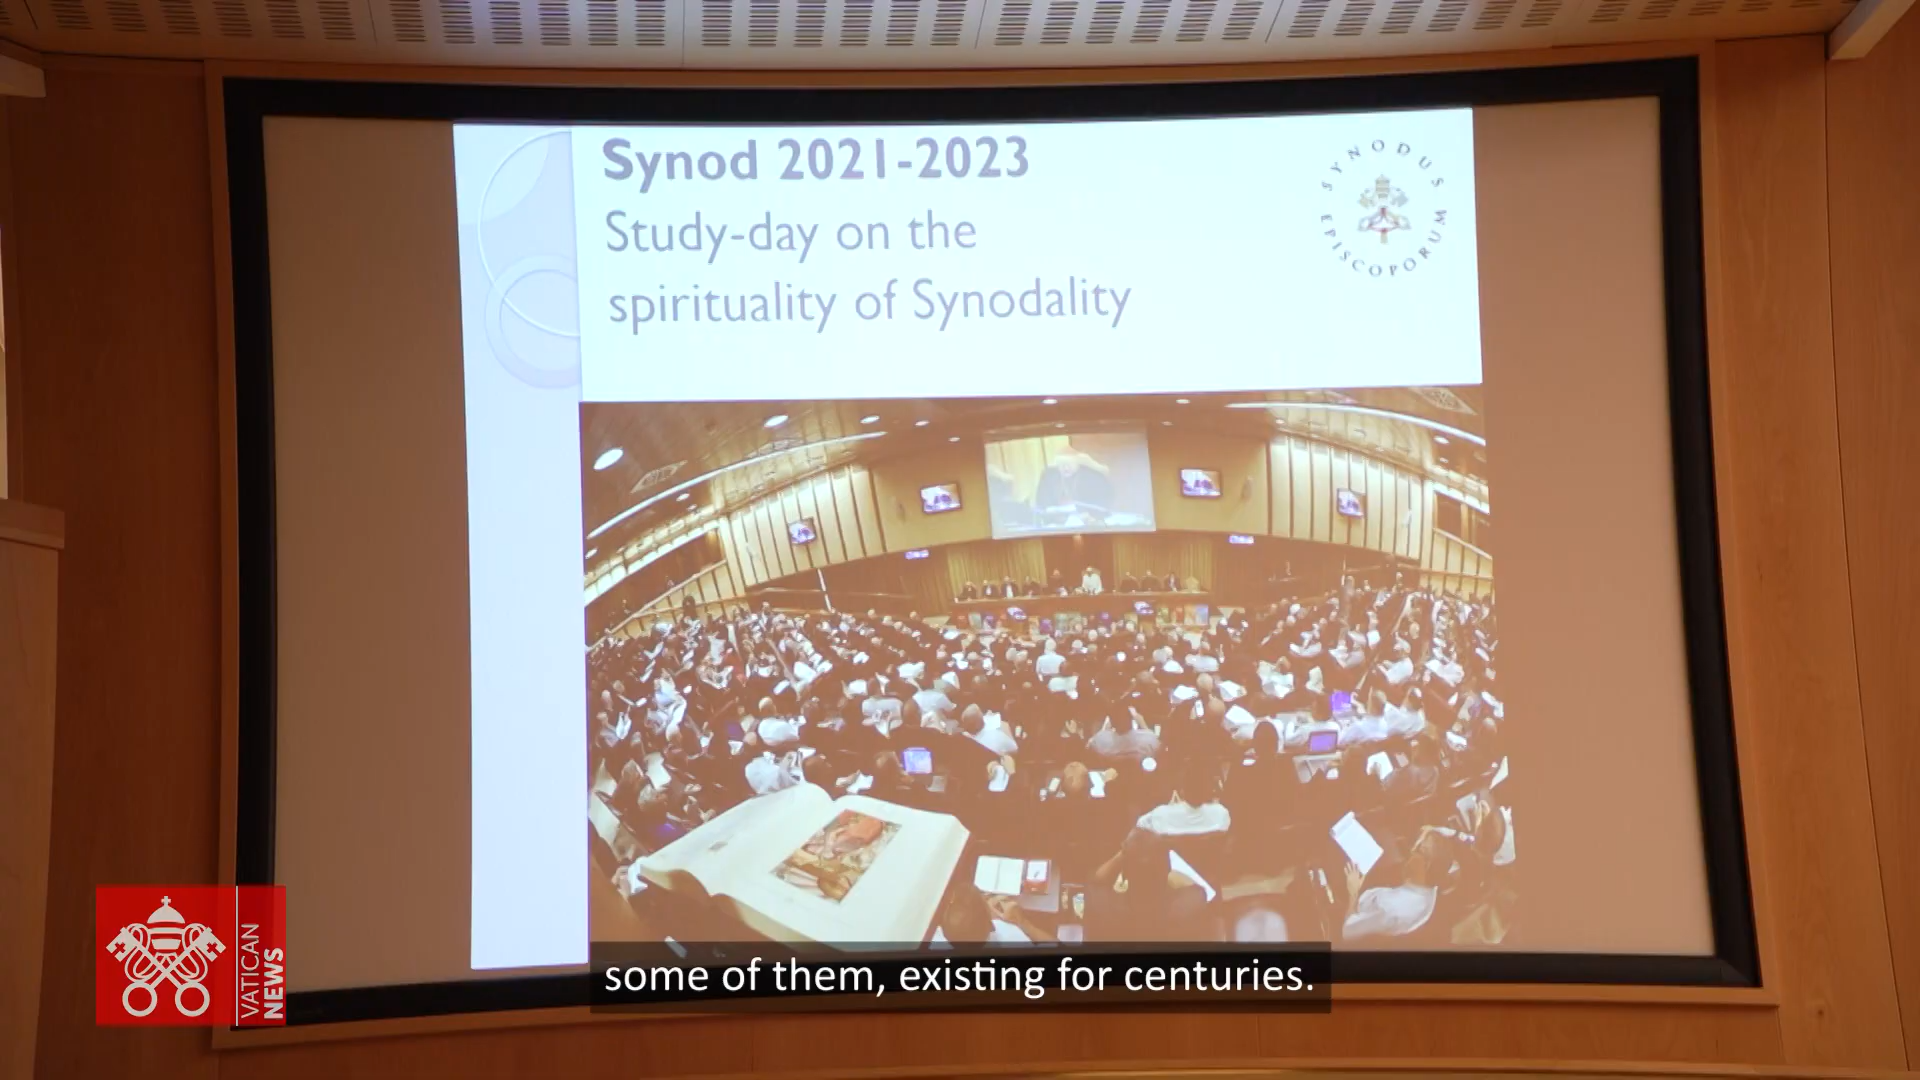 Synod 2021-2023
Study-day on the
spirituality of Synodality
SYNODUS
EPISCOPORUM
VATICAN
NEWS
some of them, existing for centuries.